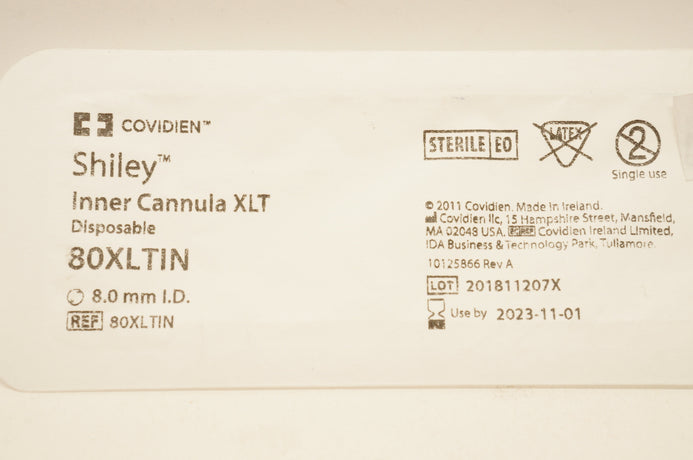 COVIDIEN™
Shiley™
Inner Cannula XLT
Disposable
80XLTIN
8.0 mm I.D.
REF 80XLTIN
STERILE EO
LATEX
2
Single use
© 2011 Covidien. Made in Ireland.
Covidien llc, 15 Hampshire Street, Mansfield,
MA 02048 USA. EC REP Covidien Ireland Limited,
IDA Business & Technology Park, Tullamore.
10125866 Rev A
LOT 201811207X
Use by 2023-11-01